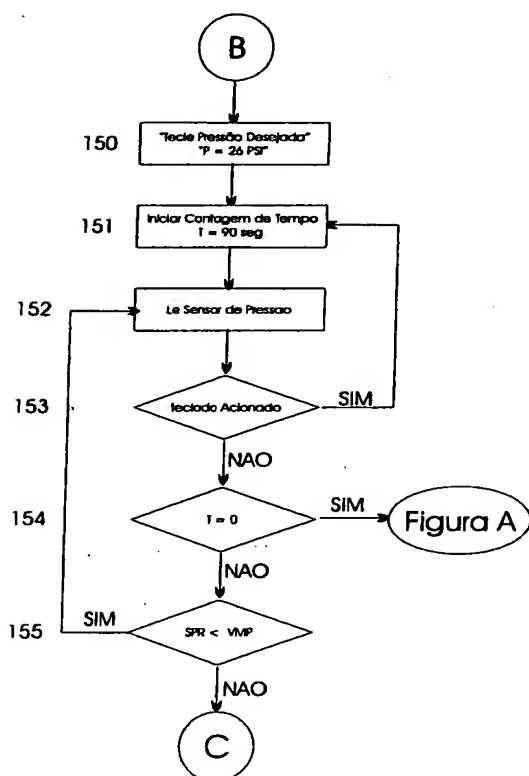 B
150
"Tecle Pressão Desejada"
"P = 26 PSI"
151
Iniciar Contagem de Tempo
T = 90 seg
152
Le Sensor de Pressao
153
Teclado Acionado
SIM
NAO
154
T = 0
SIM
Figura A
NAO
155
SIM
SPR < VMP
NAO
C